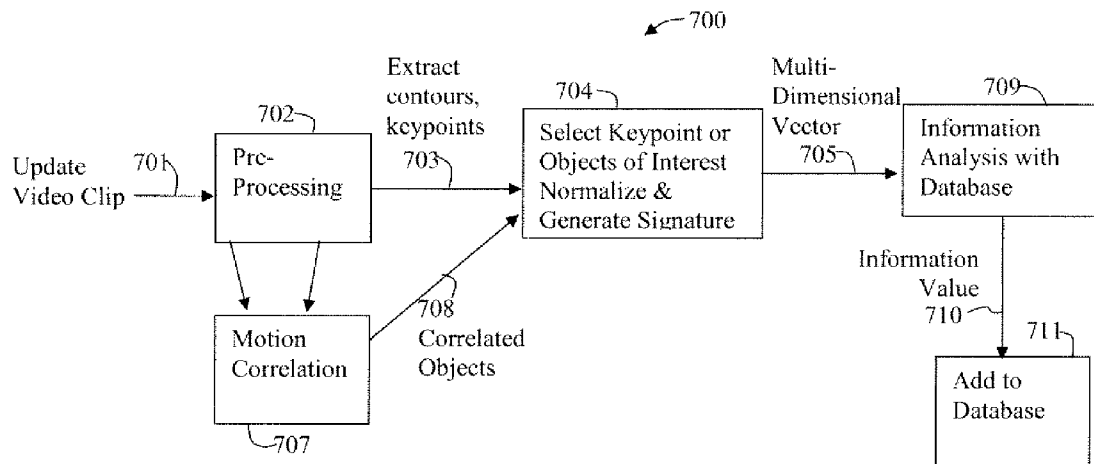 700
Update
Video Clip
701
702
Pre-
Processing
Extract
contours,
keypoints
703
704
Select Keypoint or
Objects of Interest
Normalize &
Generate Signature
Multi-
Dimensional
Vector
705
709
Information
Analysis with
Database
Motion
Correlation
707
708
Correlated
Objects
Information
Value
710
711
Add to
Database